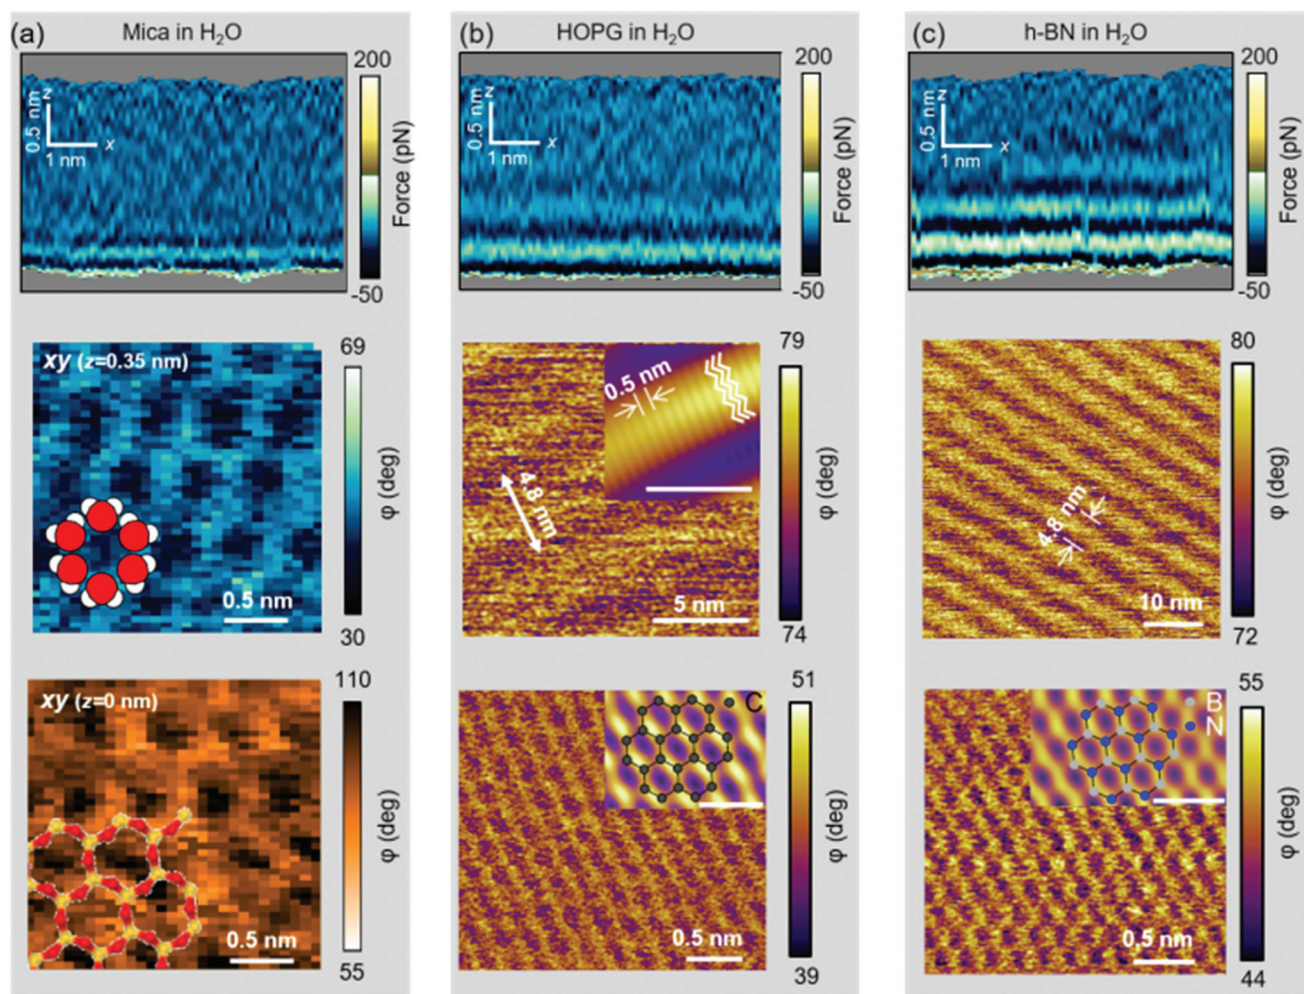 (a) Mica in H₂O
200
z
0.5 nm
x
1 nm
Force (pN)
-50
xy (z=0.35 nm)
69
φ (deg)
0.5 nm
30
xy (z=0 nm)
110
φ (deg)
0.5 nm
55
(b) HOPG in H₂O
200
z
0.5 nm
x
1 nm
Force (pN)
-50
79
0.5 nm
4.8 nm
φ (deg)
5 nm
74
51
C
φ (deg)
0.5 nm
39
(c) h-BN in H₂O
200
z
0.5 nm
x
1 nm
Force (pN)
-50
80
4.8 nm
φ (deg)
10 nm
72
55
B
N
φ (deg)
0,5 nm
44